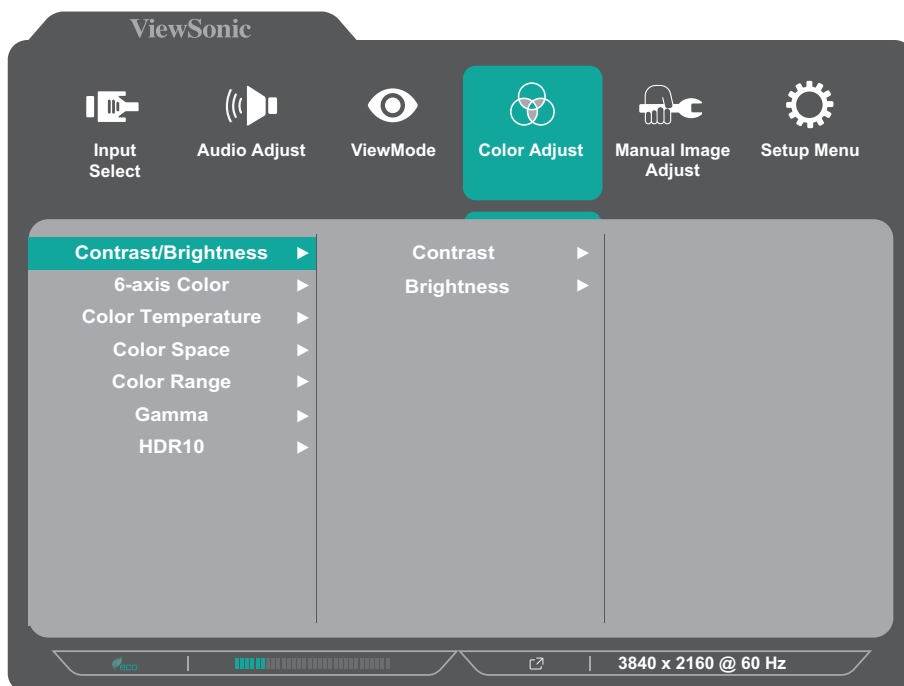 ViewSonic
Input
Select
Audio Adjust
ViewMode
Color Adjust
Manual Image
Adjust
Setup Menu
Contrast/Brightness
6-axis Color
Color Temperature
Color Space
Color Range
Gamma
HDR10
Contrast
Brightness
eco
3840 x 2160 @ 60 Hz